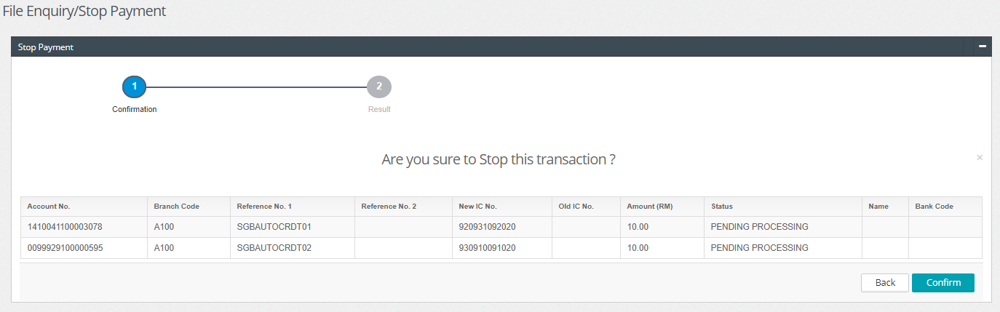 File Enquiry/Stop Payment
Stop Payment
1 2
Confirmation Result
Are you sure to Stop this transaction ?
×
Account No. Branch Code Reference No. 1 Reference No. 2 New IC No. Old IC No. Amount (RM) Status Name Bank Code
1410041100003078 A100 SGBAUTOCRDT01 920931092020 10.00 PENDING PROCESSING
0099929100000595 A100 SGBAUTOCRDT02 930910091020 10.00 PENDING PROCESSING
Back Confirm